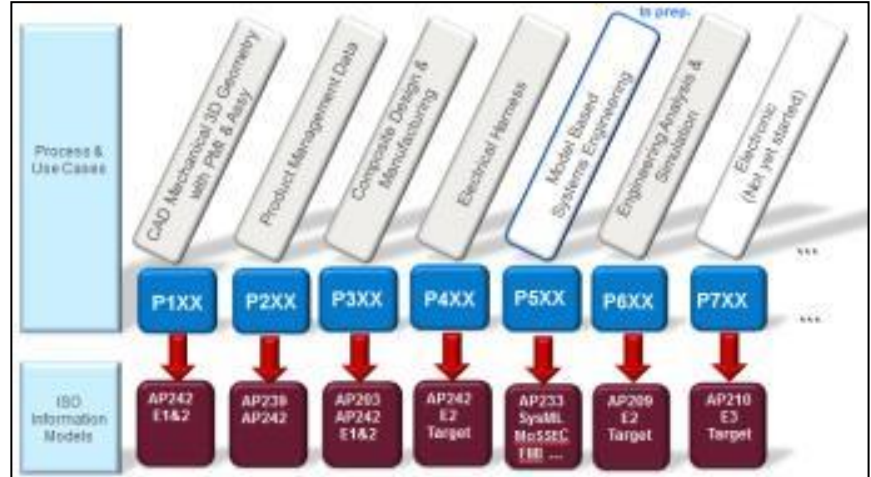 In prep.
CAD Mechanical 3D Geometry
with PMI & Assy
Product Management Data
Composite Design &
Manufacturing
Electrical Harness
Model Based
Systems Engineering
Engineering Analysis &
Simulation
Electronic
(Not yet started)
Process &
Use Cases
...
P1XX
P2XX
P3XX
P4XX
P5XX
P6XX
P7XX
...
ISO
Information
Models
AP242
E1&2
AP239
AP242
AP203
AP242
E1&2
AP242
E2
Target
AP233
SysML
MoSSEC
FMI ...
AP209
E2
Target
AP210
E3
Target